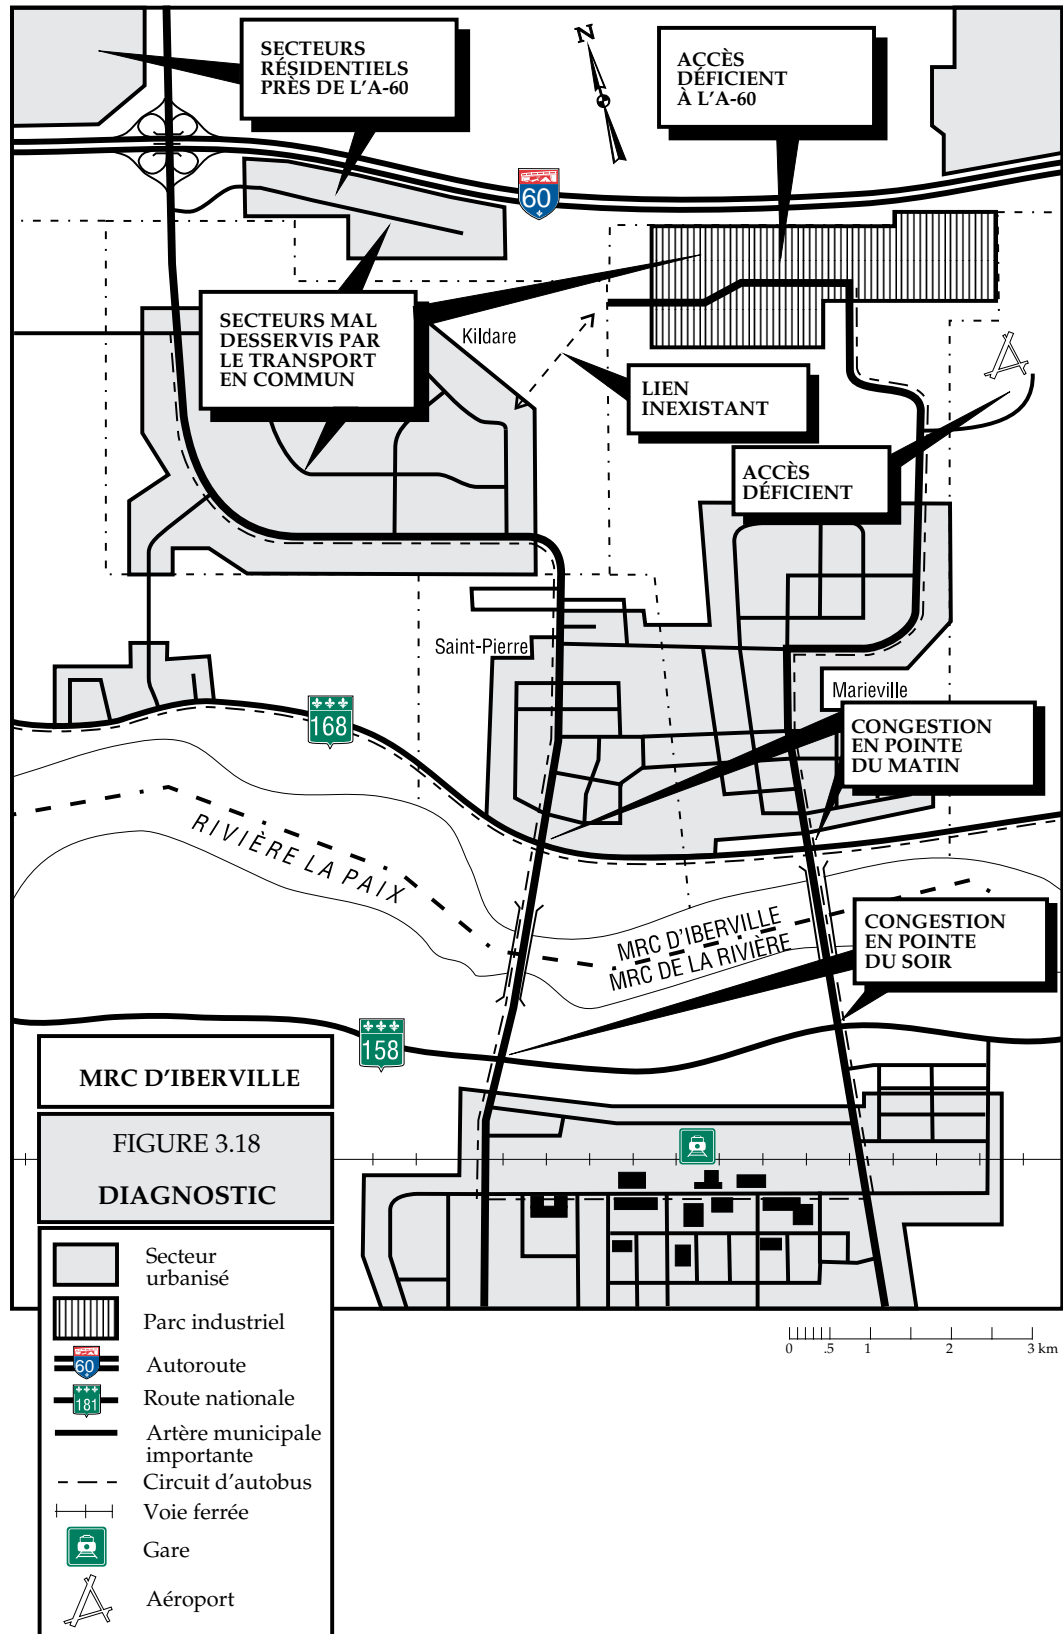 SECTEURS
RÉSIDENTIELS
PRÈS DE L'A-60
N
ACCÈS
DÉFICIENT
À L'A-60
60
SECTEURS MAL
DESSERVIS PAR
LE TRANSPORT
EN COMMUN
Kildare
LIEN
INEXISTANT
ACCÈS
DÉFICIENT
Saint-Pierre
Marieville
168
CONGESTION
EN POINTE
DU MATIN
RIVIÈRE LA PAIX
MRC D'IBERVILLE
MRC DE LA RIVIÈRE
CONGESTION
EN POINTE
DU SOIR
158
MRC D'IBERVILLE
FIGURE 3.18
DIAGNOSTIC
Secteur
urbanisé
Parc industriel
60
Autoroute
181
Route nationale
Artère municipale
importante
Circuit d'autobus
Voie ferrée
Gare
Aéroport
0 .5 1 2 3 km